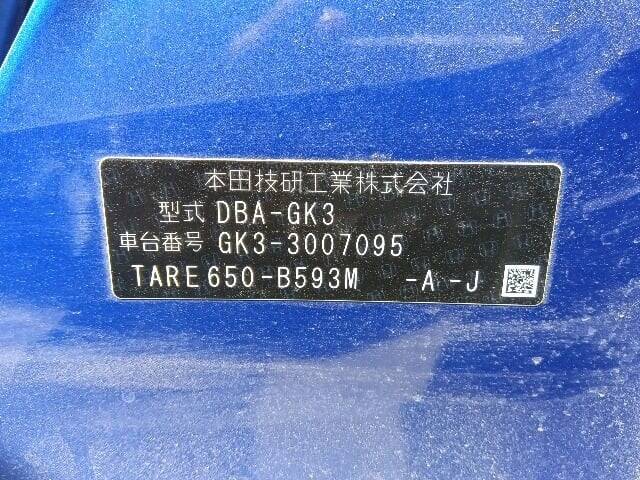 本田技研工業株式会社
型式 DBA-GK3
車台番号 GK3-3007095
TARE650-B593M -A -J